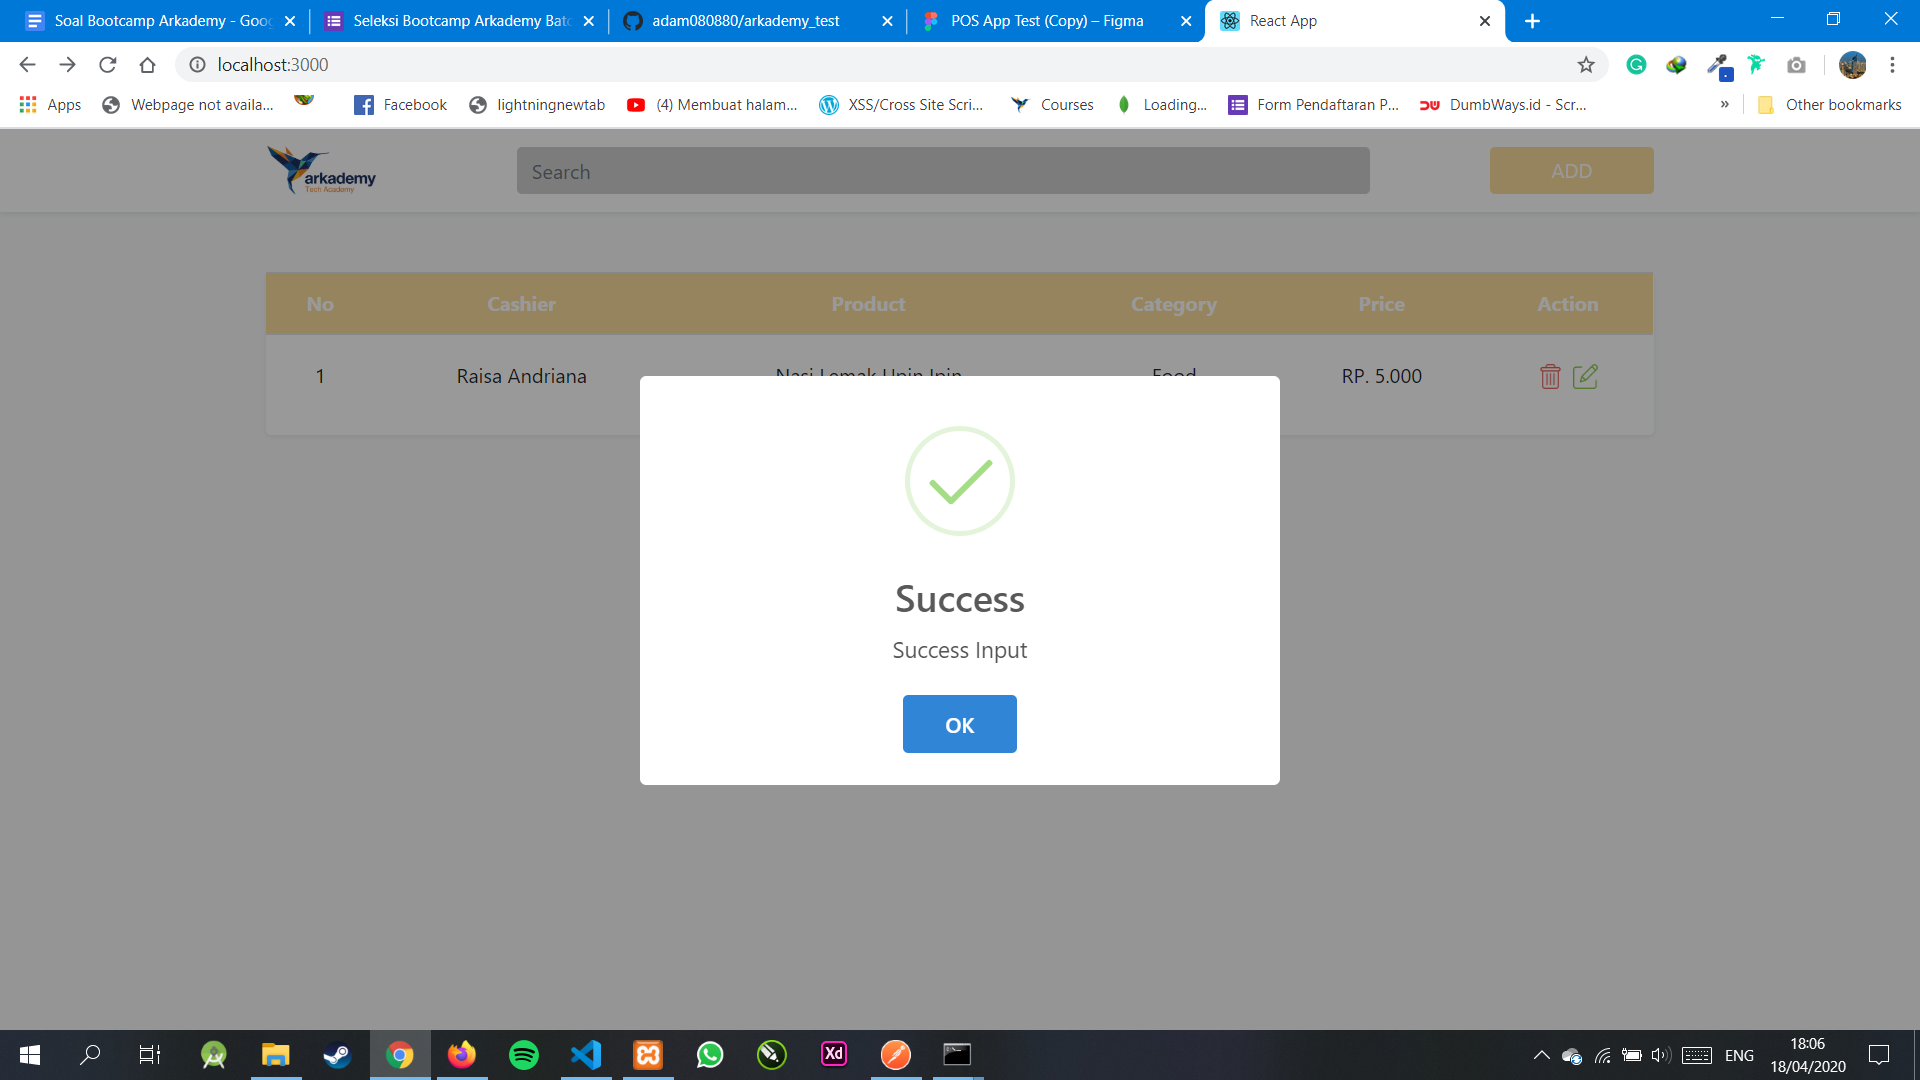 Soal Bootcamp Arkademy - Goo
Seleksi Bootcamp Arkademy Batc
adam080880/arkademy_test
POS App Test (Copy) – Figma
React App
localhost:3000
Apps
Webpage not availa...
Facebook
lightningnewtab
(4) Membuat halam...
XSS/Cross Site Scri...
Courses
Loading...
Form Pendaftaran P...
DumbWays.id - Scr...
»
Other bookmarks
arkademy
Tech Academy
Search
ADD
No Cashier Product Category Price Action
1 Raisa Andriana Nasi Lemak Upin Ipin Food RP. 5.000
Success
Success Input
OK
Xd
ENG
18:06
18/04/2020